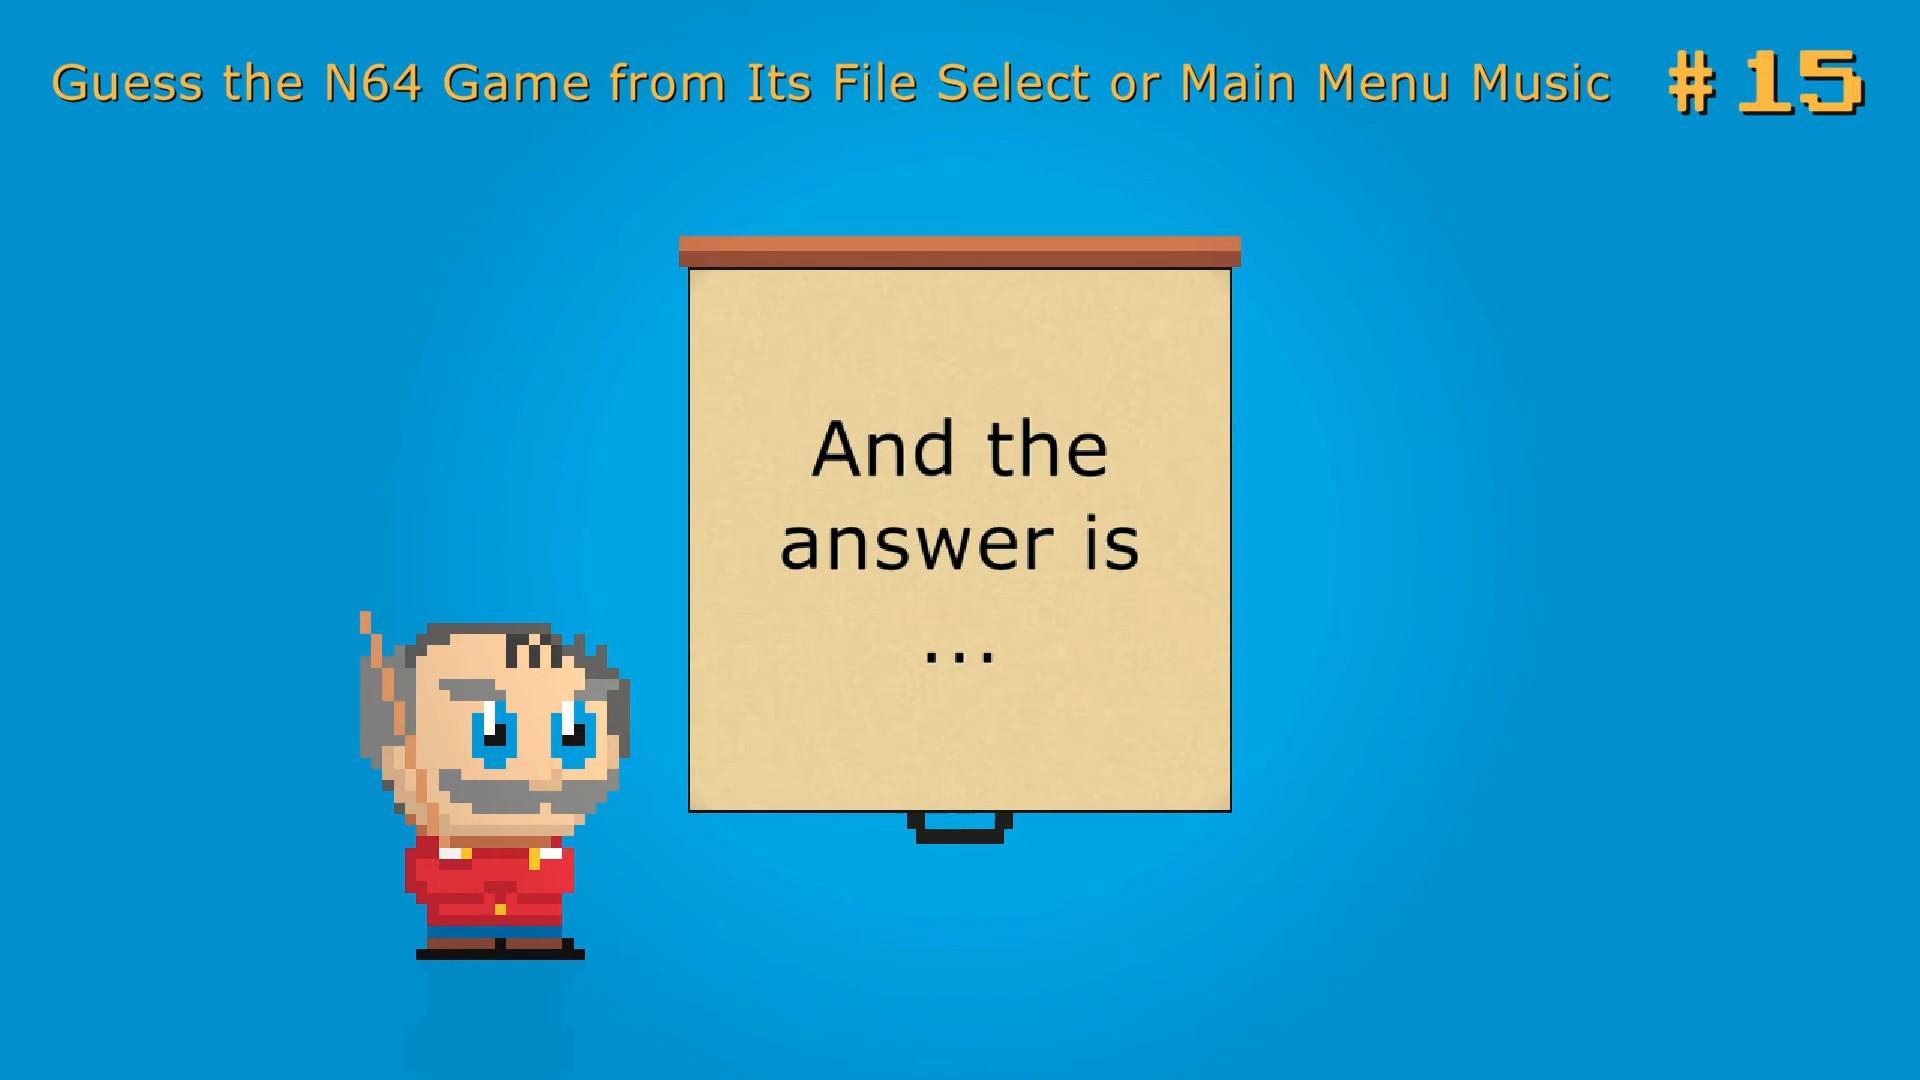 Guess the N64 Game from Its File Select or Main Menu Music # 15
And the
answer is
...